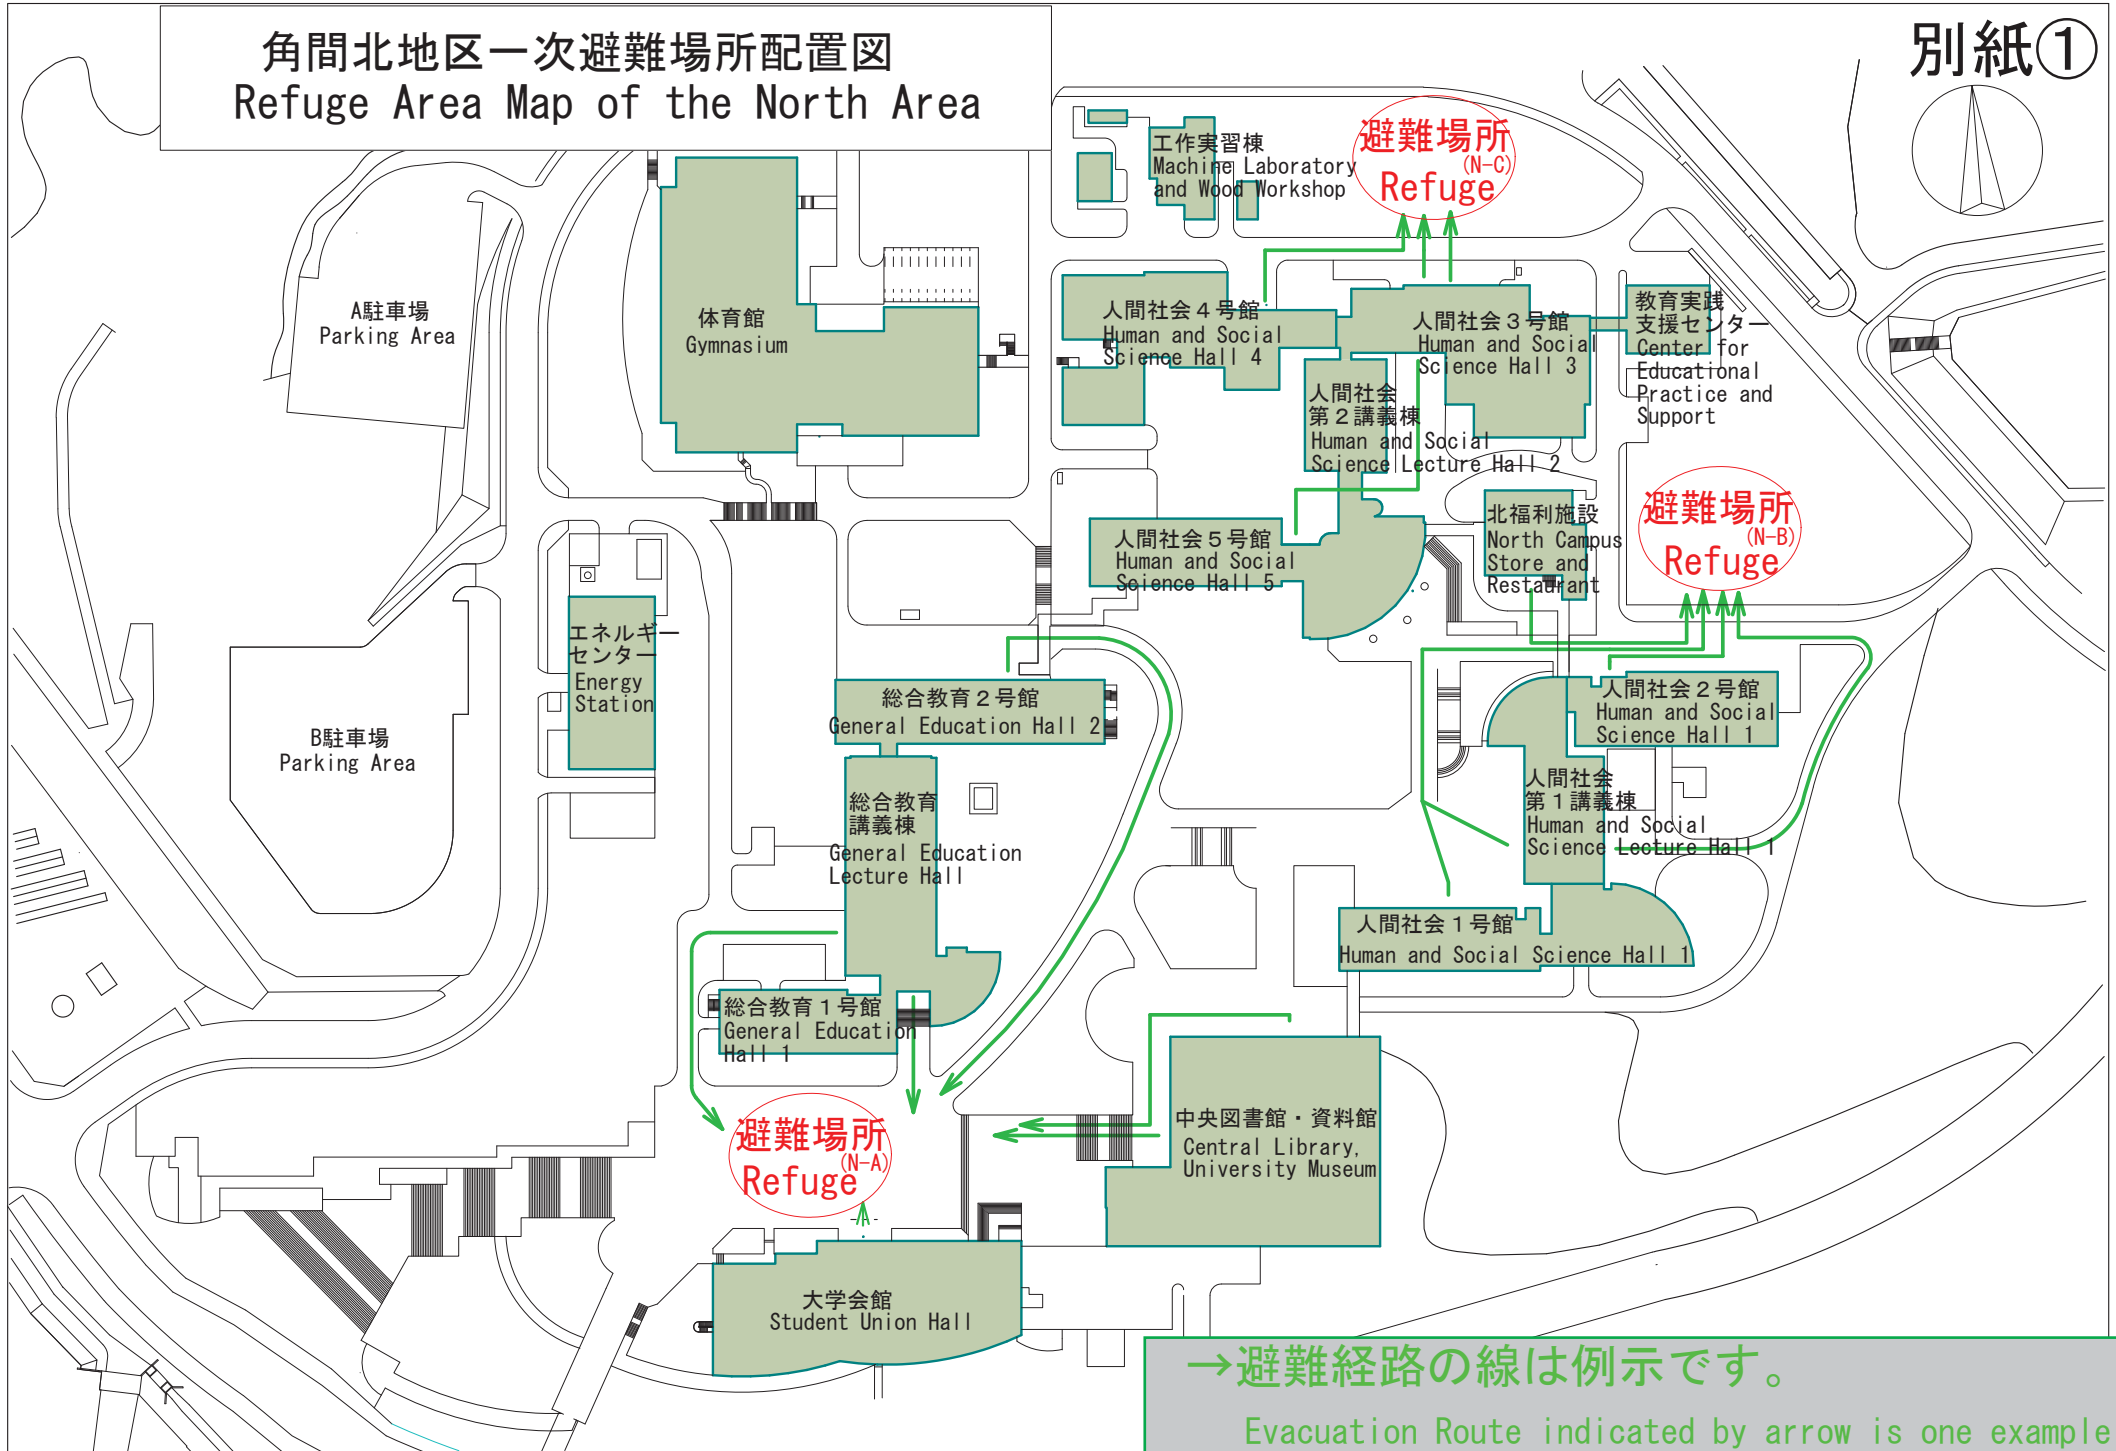 角間北地区一次避難場所配置図
Refuge Area Map of the North Area
別紙①
工作実習棟
Machine Laboratory
and Wood Workshop
避難場所
(N-C)
Refuge
A駐車場
Parking Area
体育館
Gymnasium
人間社会４号館
Human and Social
Science Hall 4
人間社会３号館
Human and Social
Science Hall 3
教育実践
支援センター
Center for
Educational
Practice and
Support
人間社会
第２講義棟
Human and Social
Science Lecture Hall 2
人間社会５号館
Human and Social
Science Hall 5
北福利施設
North Campus
Store and
Restaurant
避難場所
(N-B)
Refuge
エネルギー
センター
Energy
Station
B駐車場
Parking Area
総合教育２号館
General Education Hall 2
人間社会２号館
Human and Social
Science Hall 1
総合教育
講義棟
General Education
Lecture Hall
人間社会
第１講義棟
Human and Social
Science Lecture Hall 1
人間社会１号館
Human and Social Science Hall 1
総合教育１号館
General Education
Hall 1
避難場所
(N-A)
Refuge
中央図書館・資料館
Central Library,
University Museum
大学会館
Student Union Hall
→避難経路の線は例示です。
Evacuation Route indicated by arrow is one example